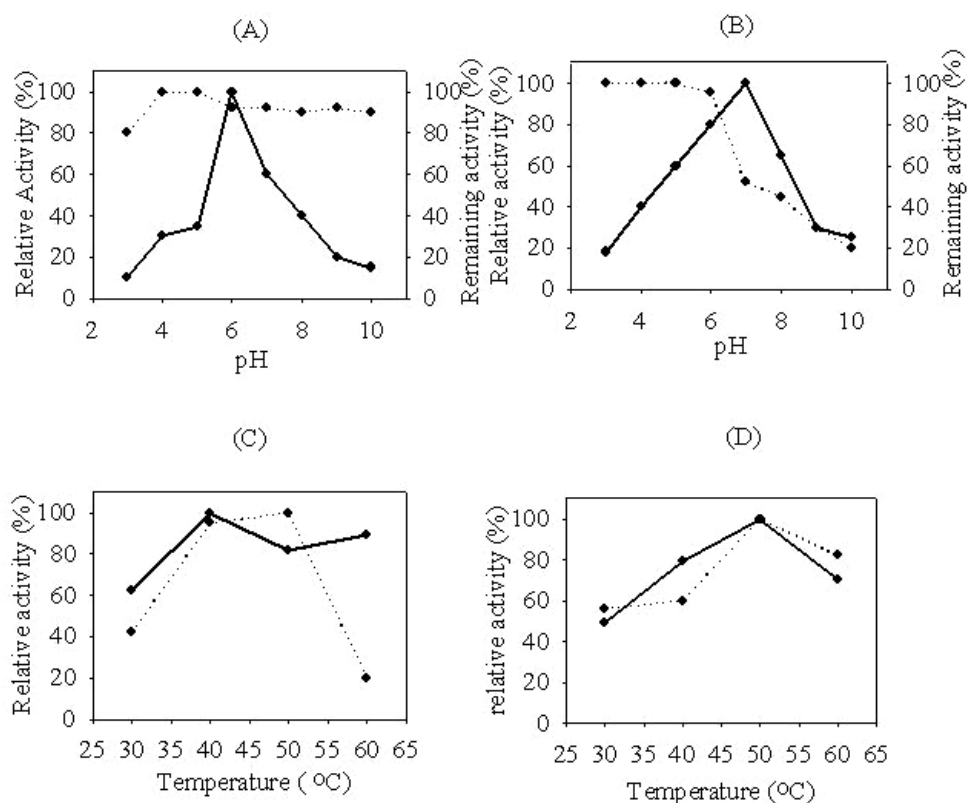 (A)
Relative Activity (%)
100
80
60
40
20
0
2 4 6 8 10
pH
100
80
60
40
20
0
Remaining activity (%)
(B)
Relative activity (%)
100
80
60
40
20
0
2 4 6 8 10
pH
100
80
60
40
20
0
Remaining activity (%)
(C)
Relative activity (%)
100
80
60
40
20
0
25 30 35 40 45 50 55 60 65
Temperature ( ºC)
(D)
relative activity (%)
100
80
60
40
20
0
25 30 35 40 45 50 55 60 65
Temperature (ºC)